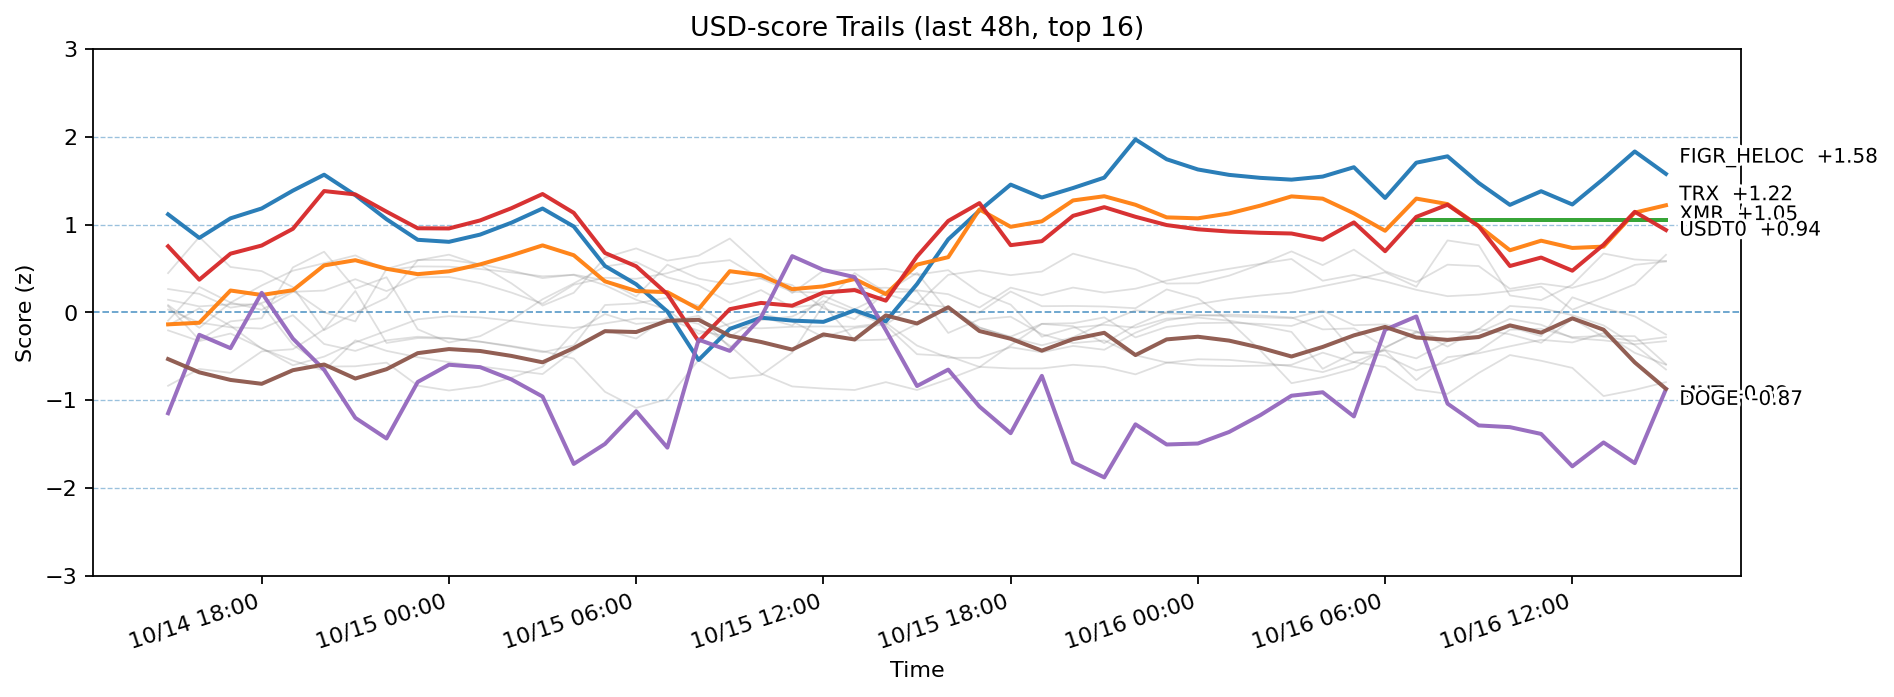 USD-score Trails (last 48h, top 16)
3
2
1
0
−1
−2
−3
Score (z)
FIGR_HELOC +1.58
TRX +1.22
XMR +1.05
USDT0 +0.94
DOGE -0.87
10/14 18:00
10/15 00:00
10/15 06:00
10/15 12:00
10/15 18:00
10/16 00:00
10/16 06:00
10/16 12:00
Time